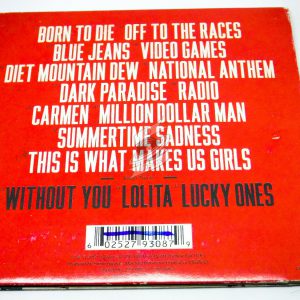 BORN TO DIE OFF TO THE RACES
BLUE JEANS VIDEO GAMES
DIET MOUNTAIN DEW NATIONAL ANTHEM
DARK PARADISE RADIO
CARMEN MILLION DOLLAR MAN
SUMMERTIME SADNESS
THIS IS WHAT MAKES US GIRLS
WITHOUT YOU LOLITA LUCKY ONES
6 02527 93087 9